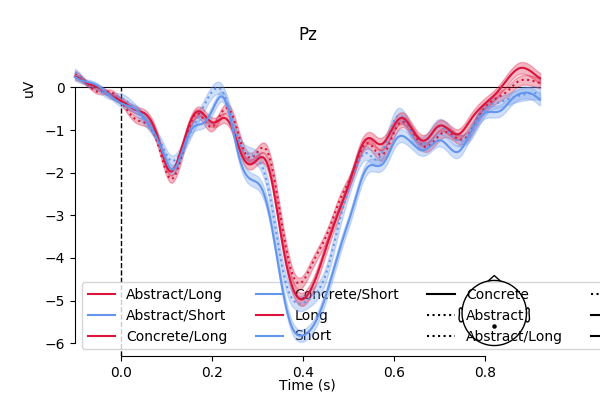 Pz
uV
0
−1
−2
−3
−4
−5
−6
Abstract/Long Concrete/Short Concrete
Abstract/Short Long Abstract
Concrete/Long Short Abstract/Long
0.0 0.2 0.4 0.6 0.8
Time (s)